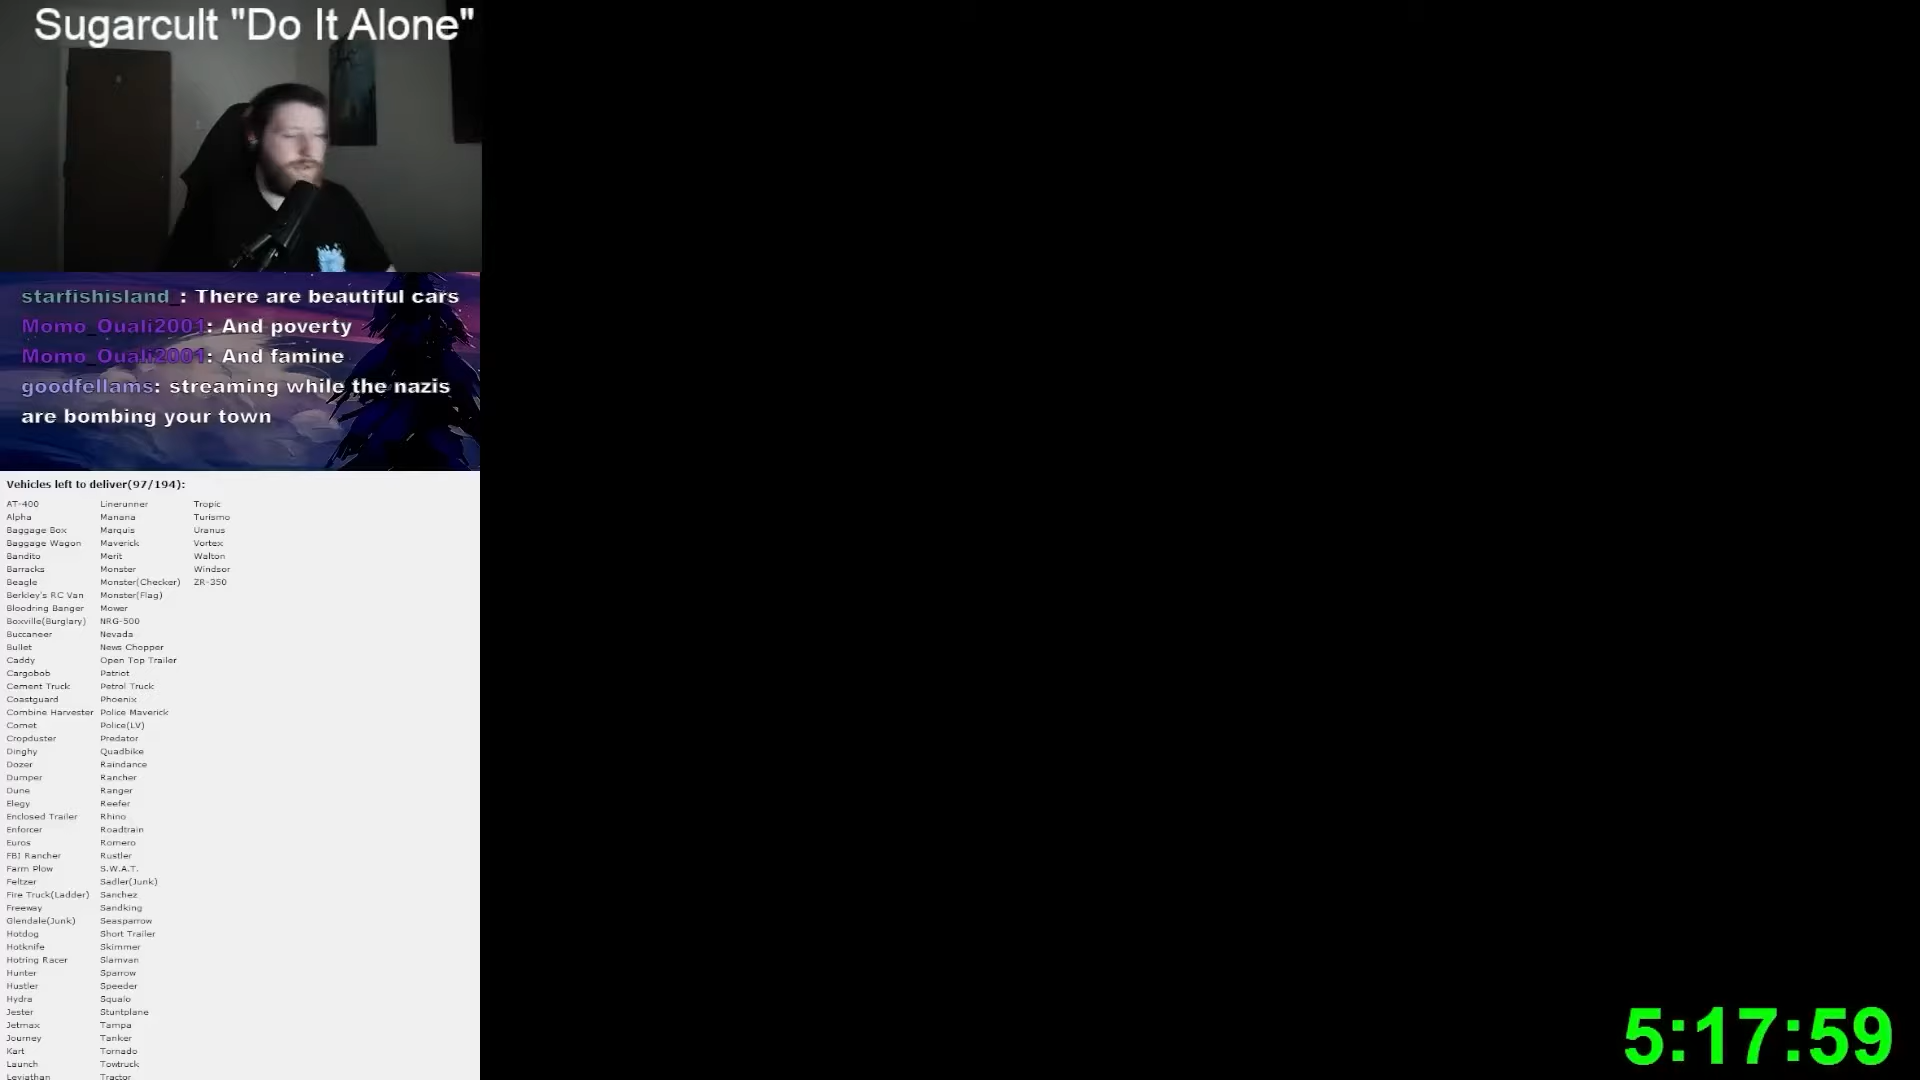 Sugarcult "Do It Alone"
starfishisland_: There are beautiful cars
Momo_Ouali2001: And poverty
Momo_Ouali2001: And famine
goodfellams: streaming while the nazis
are bombing your town
Vehicles left to deliver(97/194):
AT-400
Alpha
Baggage Box
Baggage Wagon
Bandito
Barracks
Beagle
Berkley's RC Van
Bloodring Banger
Boxville(Burglary)
Buccaneer
Bullet
Caddy
Cargobob
Cement Truck
Coastguard
Combine Harvester
Comet
Cropduster
Dinghy
Dozer
Dumper
Dune
Elegy
Enclosed Trailer
Enforcer
Euros
FBI Rancher
Farm Plow
Feltzer
Fire Truck(Ladder)
Freeway
Glendale(Junk)
Hotdog
Hotknife
Hotring Racer
Hunter
Hustler
Hydra
Jester
Jetmax
Journey
Kart
Launch
Leviathan
Linerunner
Manana
Marquis
Maverick
Merit
Monster
Monster(Checker)
Monster(Flag)
Mower
NRG-500
Nevada
News Chopper
Open Top Trailer
Patriot
Petrol Truck
Phoenix
Police Maverick
Police(LV)
Predator
Quadbike
Raindance
Rancher
Ranger
Reefer
Rhino
Roadtrain
Romero
Rustler
S.W.A.T.
Sadler(Junk)
Sanchez
Sandking
Seasparrow
Short Trailer
Skimmer
Slamvan
Sparrow
Speeder
Squalo
Stuntplane
Tampa
Tanker
Tornado
Towtruck
Tractor
Tropic
Turismo
Uranus
Vortex
Walton
Windsor
ZR-350
5:17:59